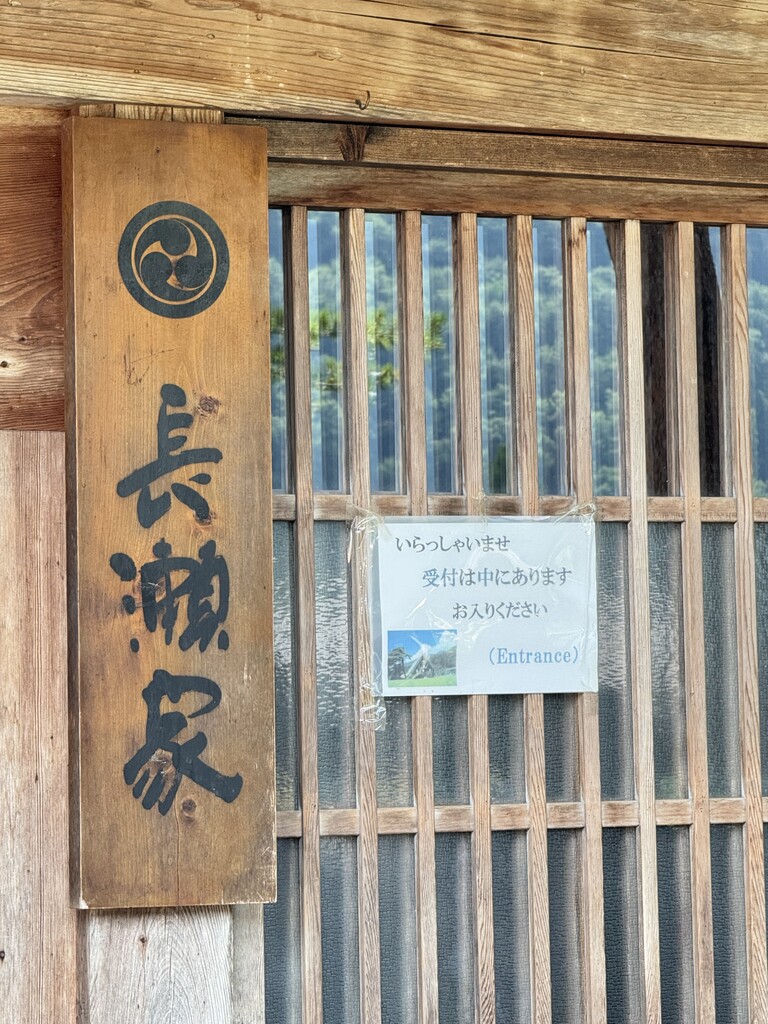 長瀬家
いらっしゃいませ
受付は中にあります
お入りください
(Entrance)